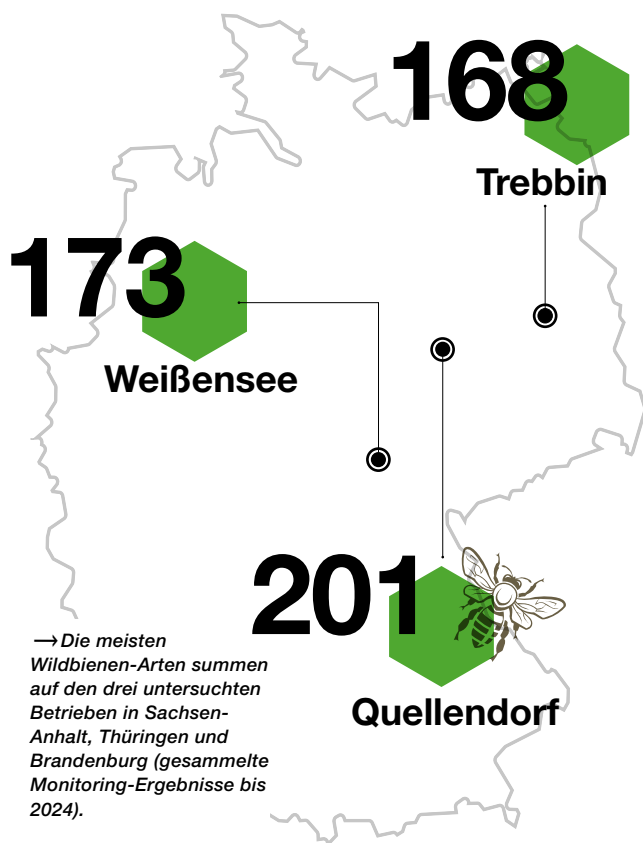 168
Trebbin
173
Weißensee
201
Quellendorf
→Die meisten
Wildbienen-Arten summen
auf den drei untersuchten
Betrieben in Sachsen-
Anhalt, Thüringen und
Brandenburg (gesammelte
Monitoring-Ergebnisse bis
2024).